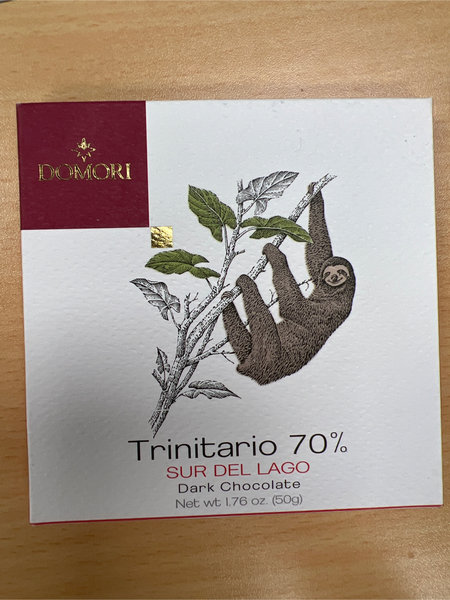 DOMORI
Trinitario 70%
SUR DEL LAGO
Dark Chocolate
Net wt 1.76 oz. (50g)